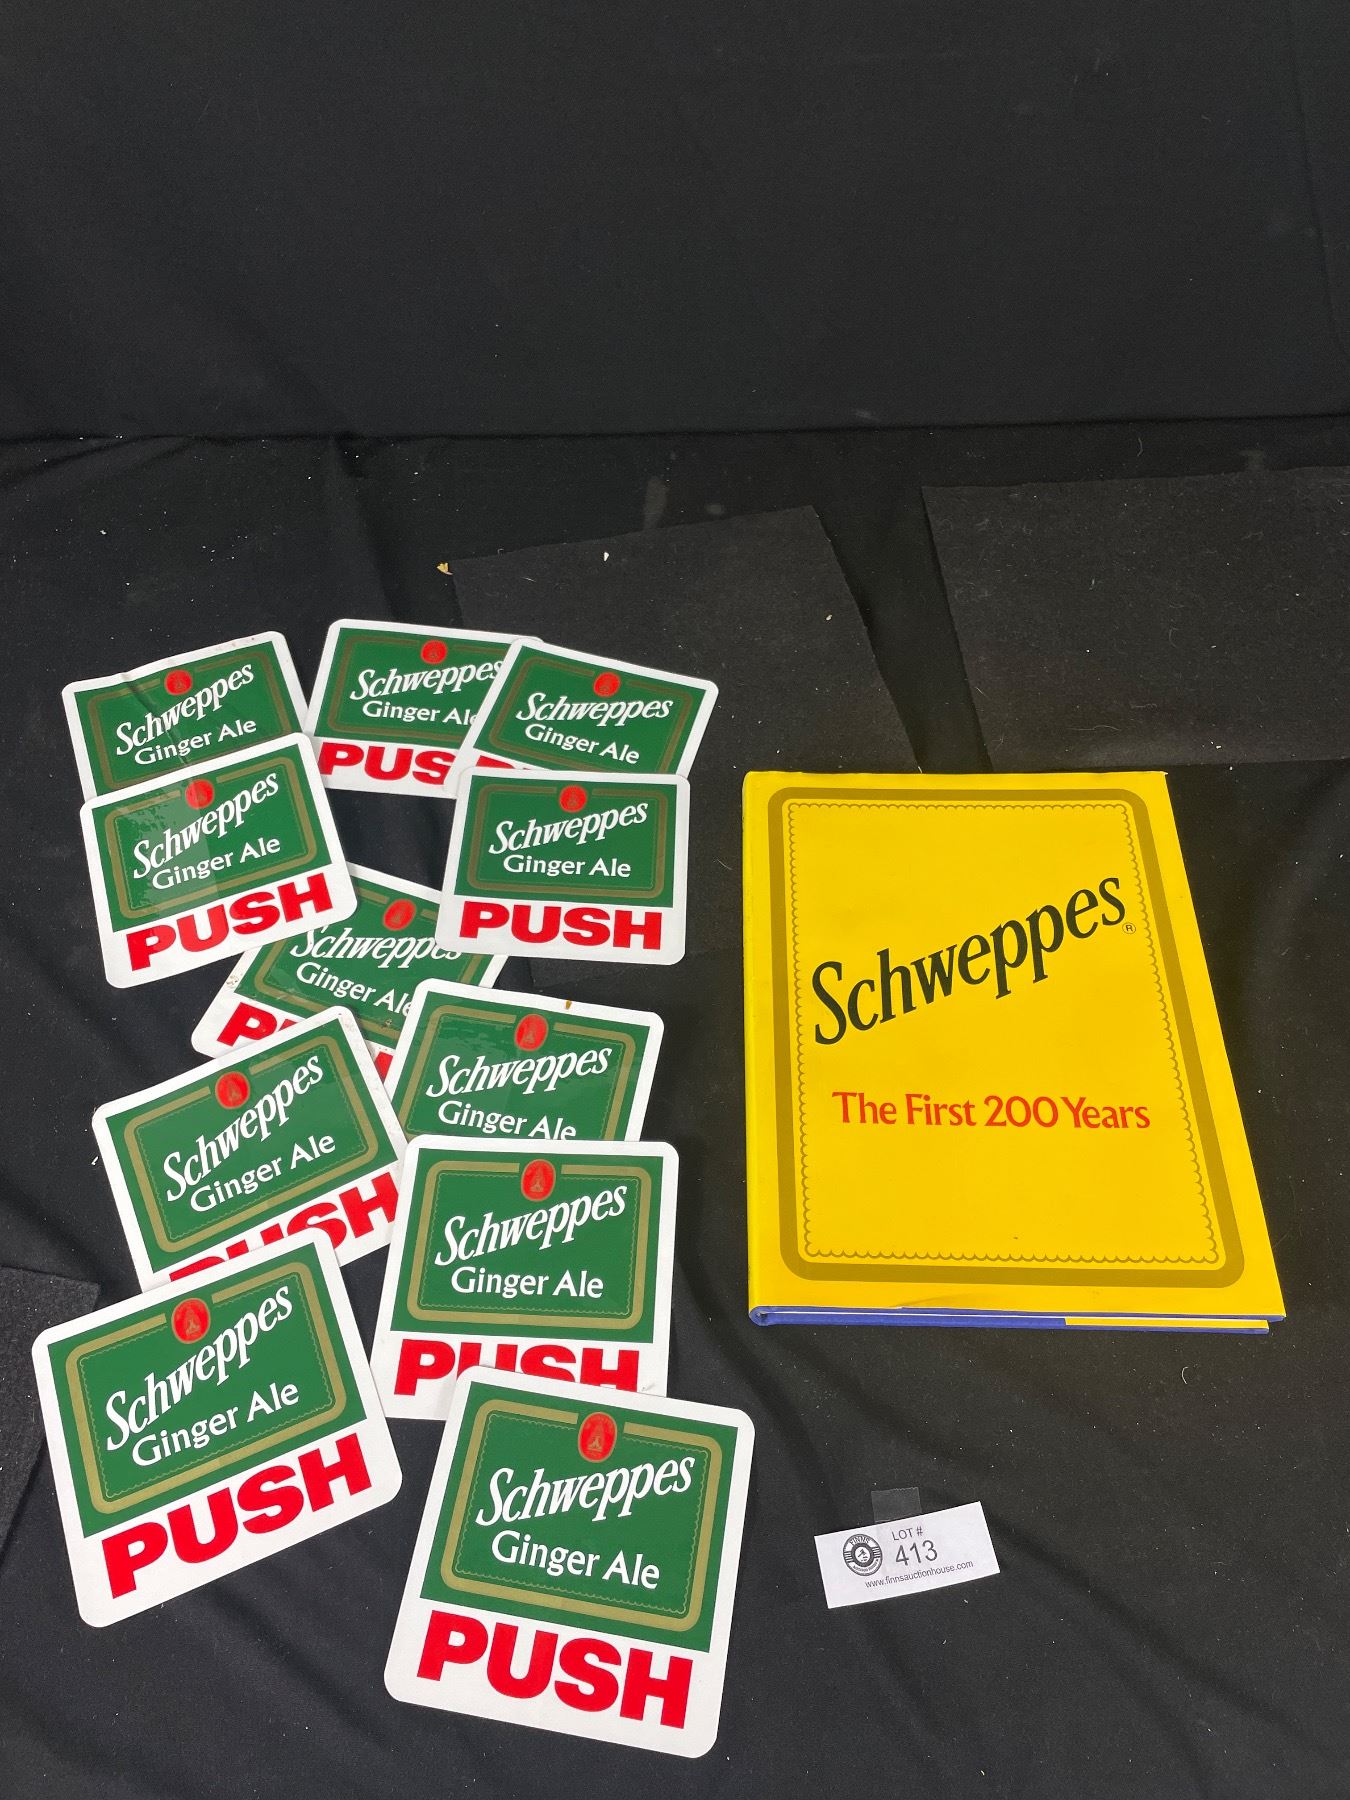 Schweppes
Ginger Ale
Schweppes
Ginger Ale
PUS
Schweppes
Ginger Ale
Schweppes
Ginger Ale
PUSH
Schweppes
Ginger Ale
PUSH
Schweppes
Ginger Ale
Schweppes
Ginger Ale
Schweppes
Ginger Ale
PUSH
Schweppes
Ginger Ale
PUSH
Schweppes
Ginger Ale
PUSH
Schweppes
Ginger Ale
PUSH
Schweppes®
The First 200 Years
LOT #
413
www.finnsauctionhouse.com